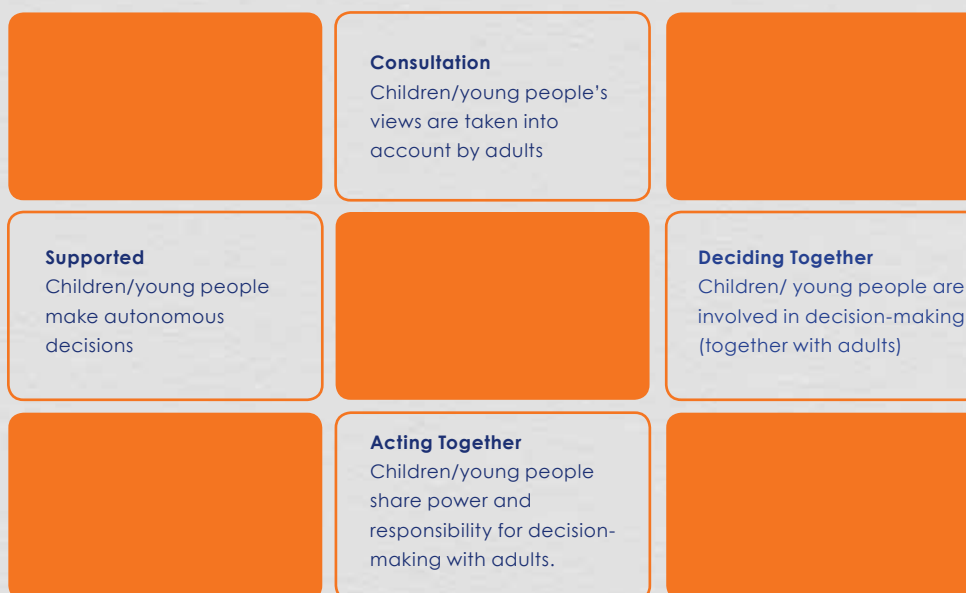 Consultation
Children/young people's
views are taken into
account by adults
Supported
Children/young people
make autonomous
decisions
Deciding Together
Children/ young people are
involved in decision-making
(together with adults)
Acting Together
Children/young people
share power and
responsibility for decision-
making with adults.